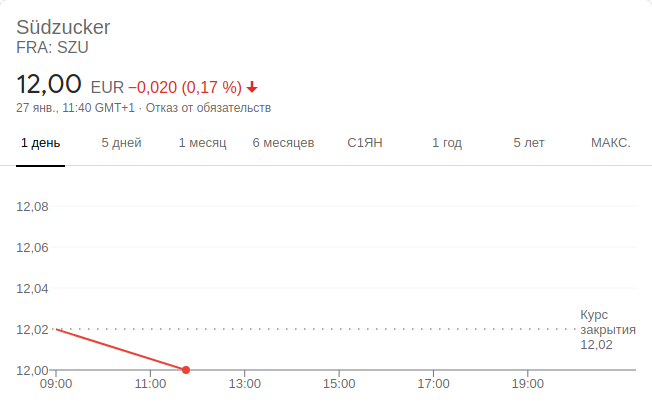 Südzucker
FRA: SZU
12,00 EUR −0,020 (0,17 %)
27 янв., 11:40 GMT+1 · Отказ от обязательств
1 день 5 дней 1 месяц 6 месяцев С1ЯН 1 год 5 лет МАКС.
12,08
12,06
12,04
12,02
12,00
Курс
закрытия
12,02
09:00 11:00 13:00 15:00 17:00 19:00